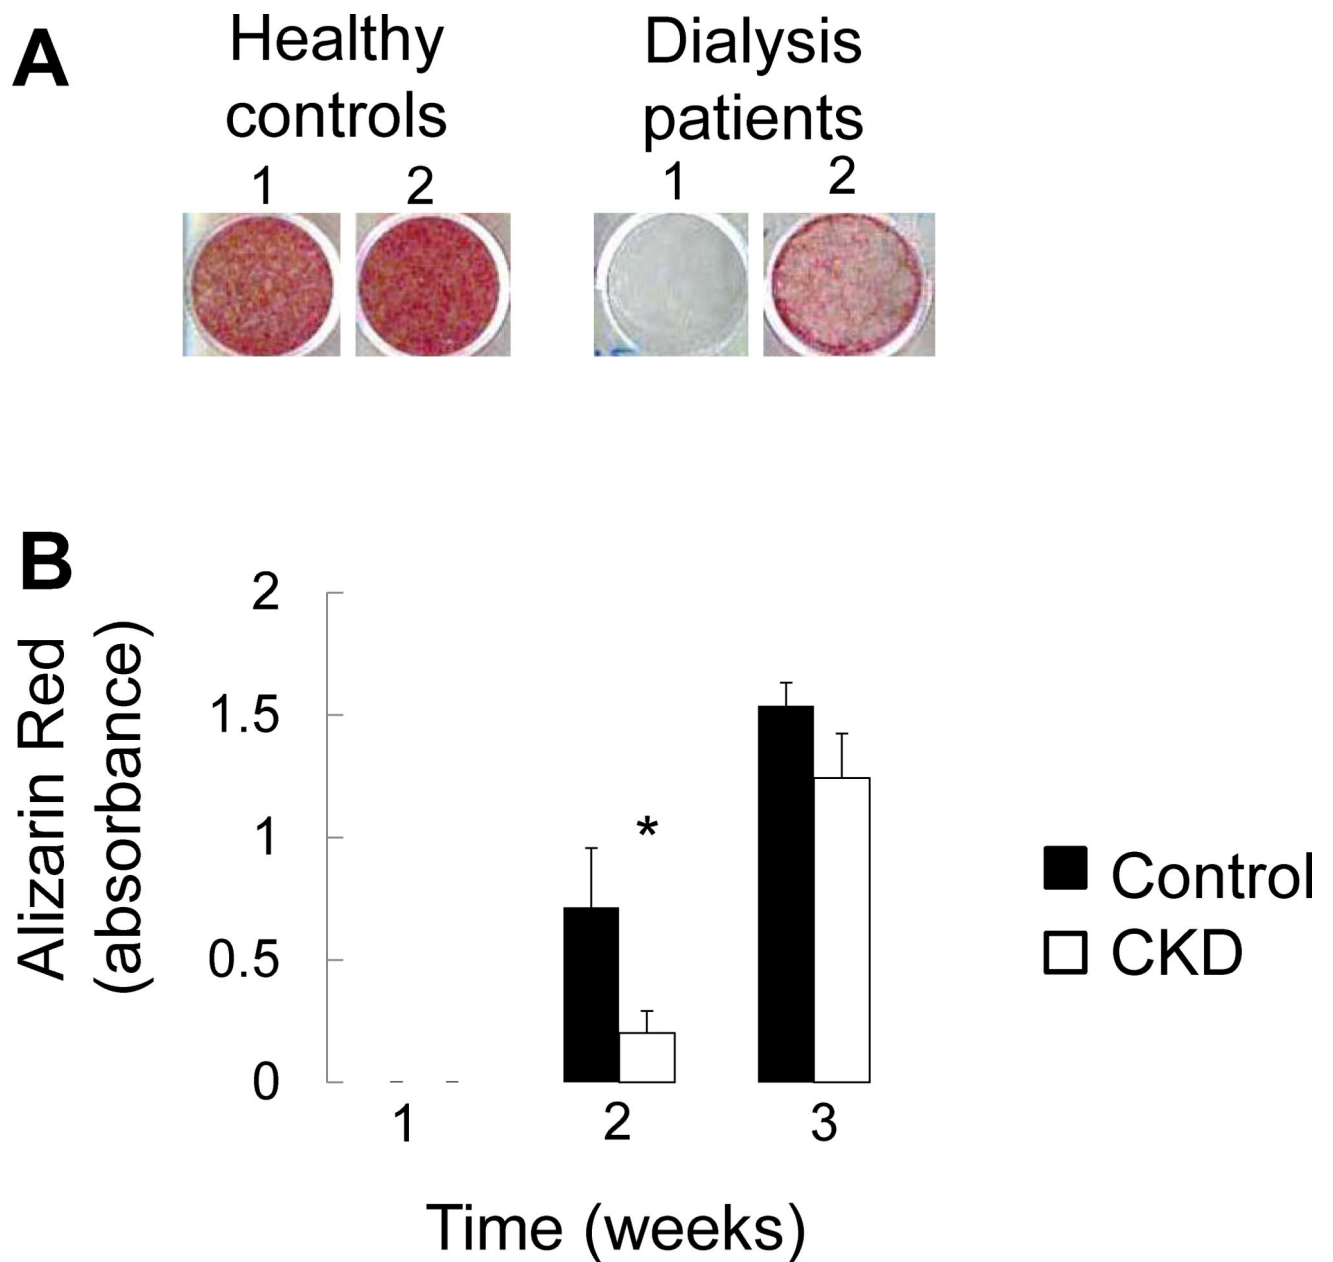 A
Healthy
controls
1 2
Dialysis
patients
1 2
B
Alizarin Red
(absorbance)
2
1.5
1
0.5
0
*
1 2 3
Time (weeks)
Control
CKD